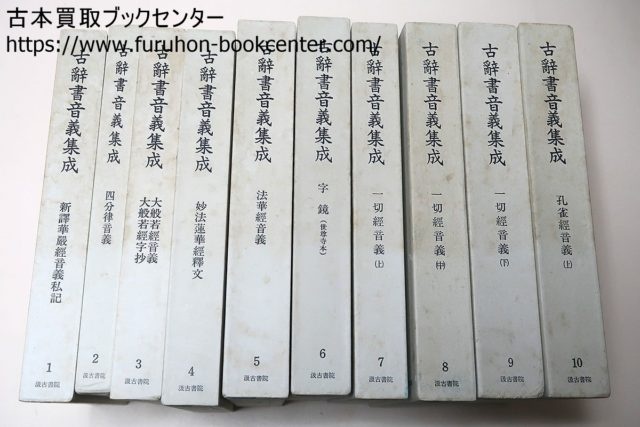 古本買取ブックセンター
https://www.furuhon-bookcenter.com/
古辭書音義集成
新譯華嚴經音義私記
1
汲古書院
古辭書音義集成
四分律音義
2
汲古書院
古辭書音義集成
大般若經音義
大般若經字抄
3
汲古書院
古辭書音義集成
妙法蓮華經釋文
4
汲古書院
古辭書音義集成
法華經音義
5
汲古書院
古辭書音義集成
字鏡(世尊寺本)
6
汲古書院
古辭書音義集成
一切經音義(上)
7
汲古書院
古辭書音義集成
一切經音義(中)
8
汲古書院
古辭書音義集成
一切經音義(下)
9
汲古書院
古辭書音義集成
孔雀經音義(上)
10
汲古書院